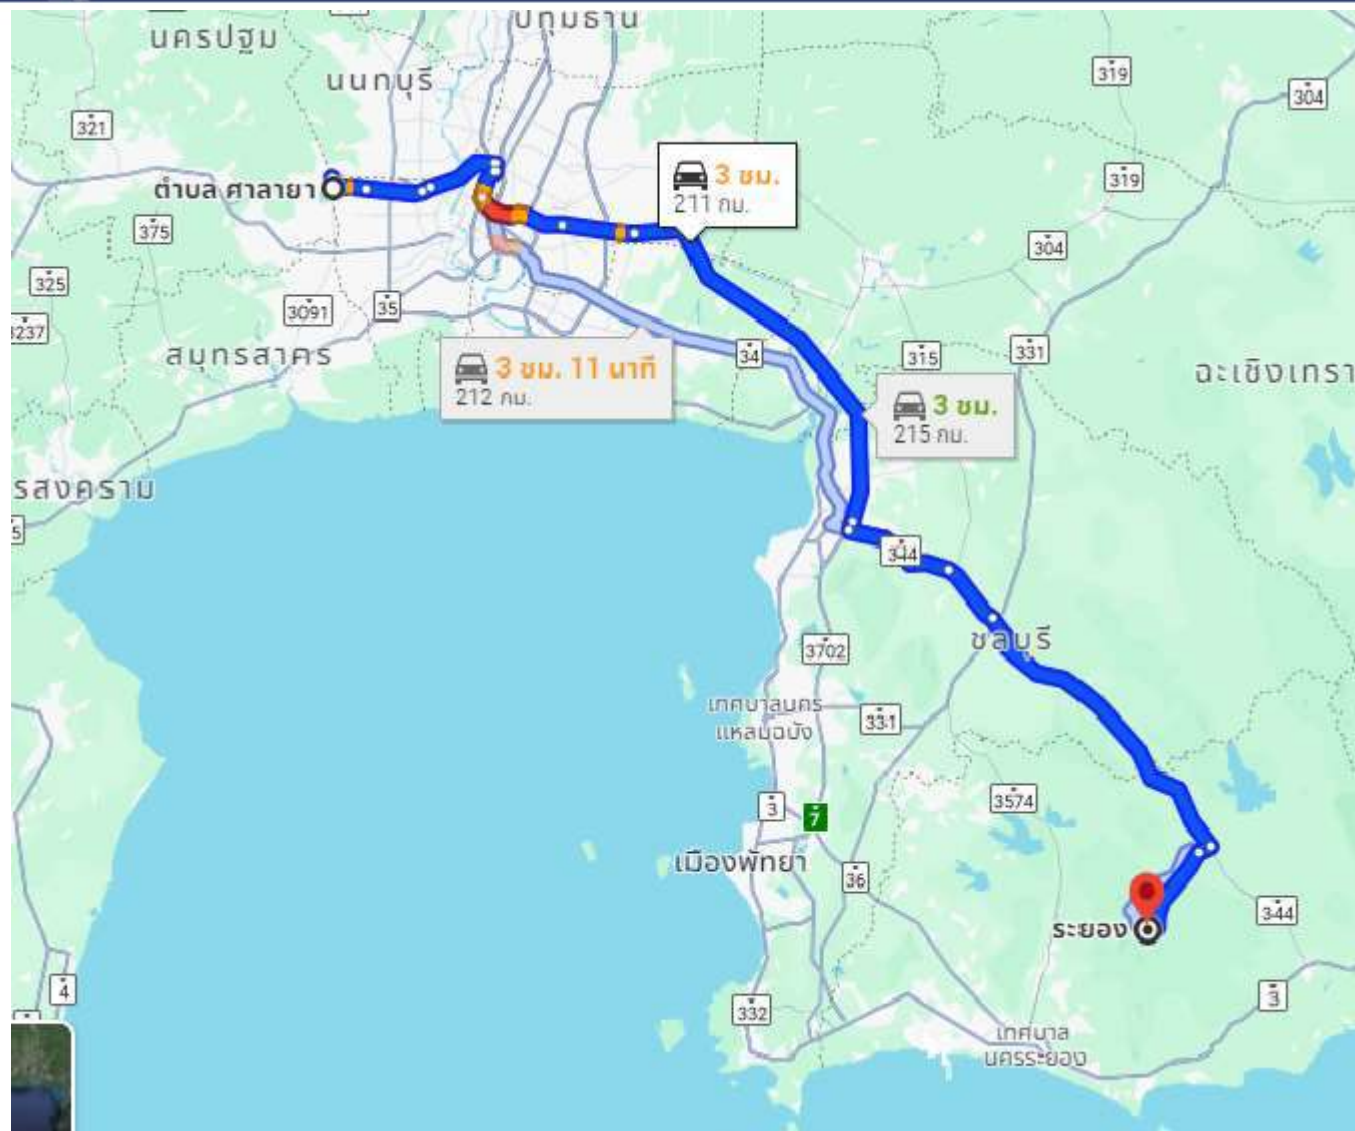 นครปฐม
ปทุมธานี
นนทบุรี
319
304
321
3 ชม.
211 กม.
319
ตำบล ศาลายา
375
304
325
3091
35
3237
สมุทรสาคร
34
315
331
ฉะเชิงเทรา
3 ชม. 11 นาที
212 กม.
3 ชม.
215 กม.
รสงคราม
5
344
ชลบุรี
3702
เทศบาลนคร
แหลมฉบัง
331
3574
3
7
เมืองพัทยา
36
344
ระยอง
4
3
332
เทศบาล
นครระยอง